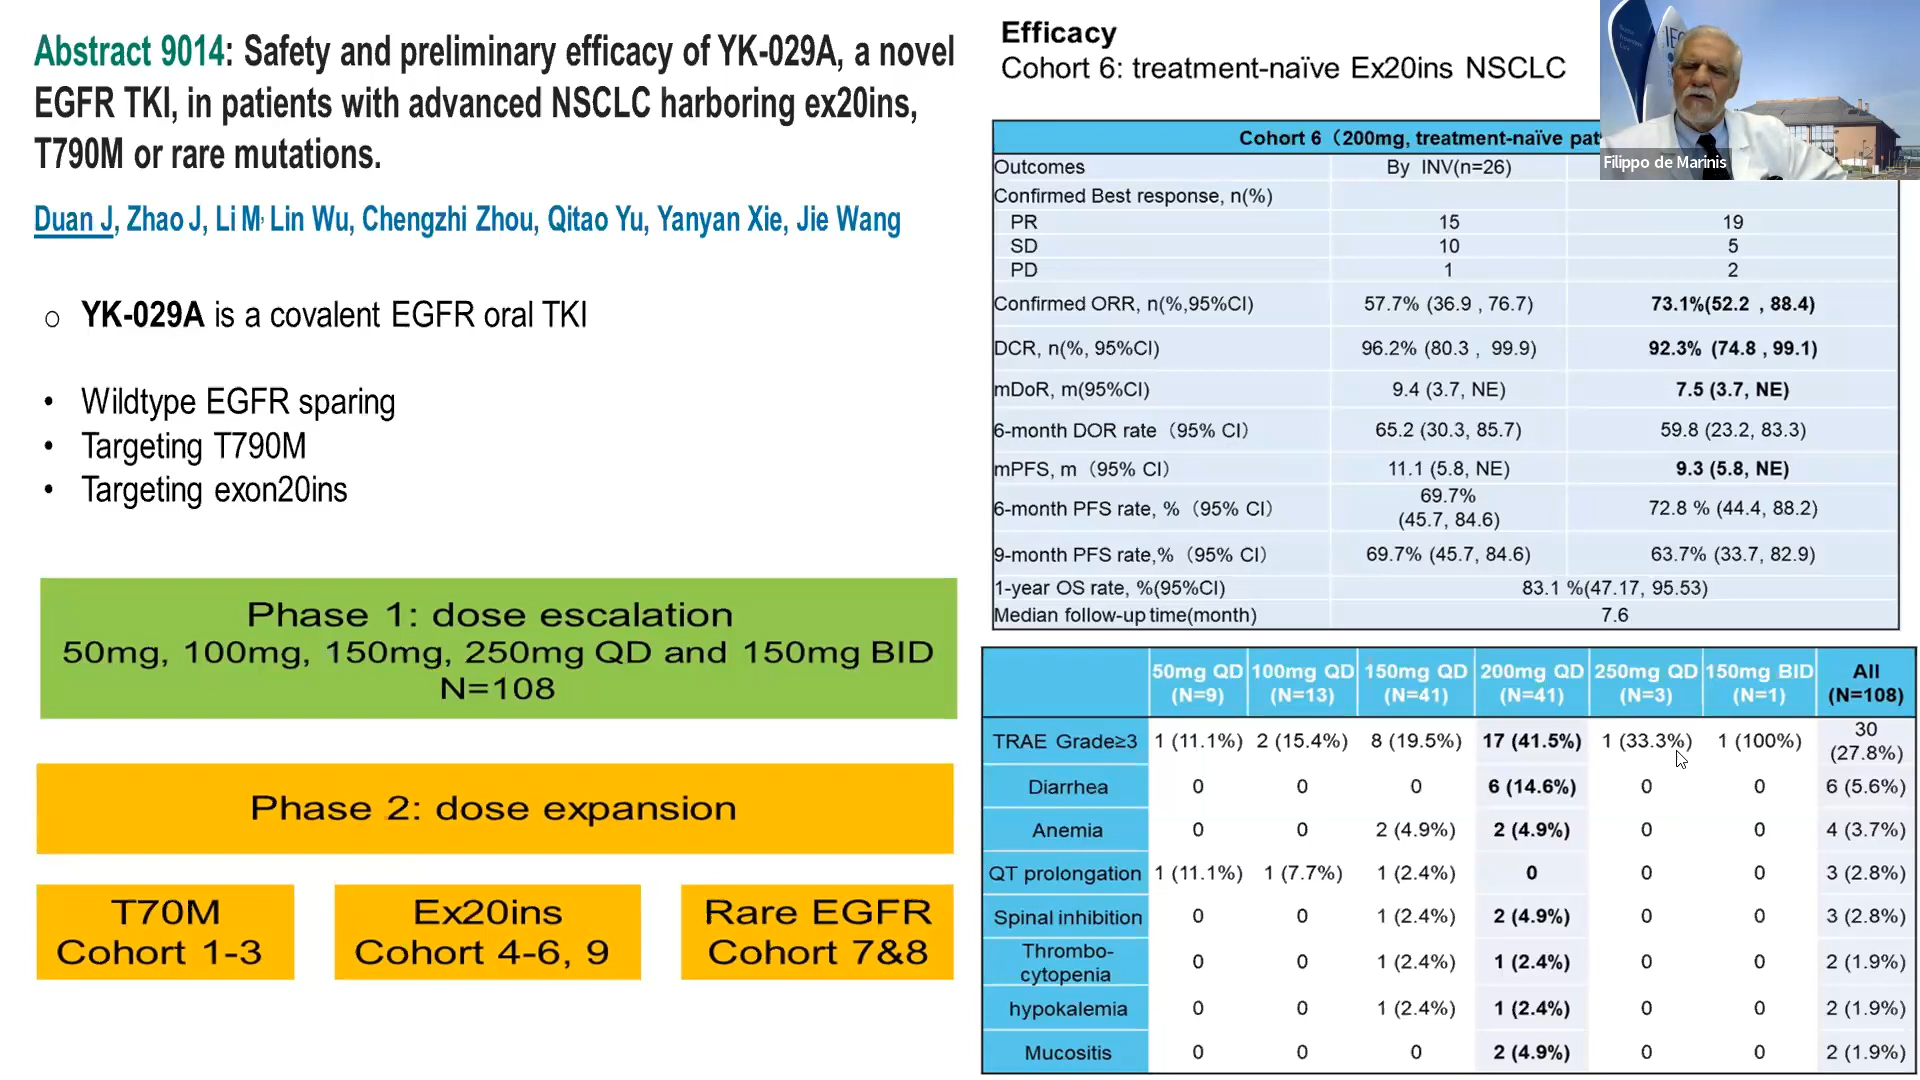 Abstract 9014: Safety and preliminary efficacy of YK-029A, a novel
EGFR TKI, in patients with advanced NSCLC harboring ex20ins,
T790M or rare mutations.
Duan J, Zhao J, Li M, Lin Wu, Chengzhi Zhou, Qitao Yu, Yanyan Xie, Jie Wang
o YK-029A is a covalent EGFR oral TKI
• Wildtype EGFR sparing
• Targeting T790M
• Targeting exon20ins
Phase 1: dose escalation
50mg, 100mg, 150mg, 250mg QD and 150mg BID
N=108
Phase 2: dose expansion
T70M
Cohort 1-3
Ex20ins
Cohort 4-6, 9
Rare EGFR
Cohort 7&8
Efficacy
Cohort 6: treatment-naïve Ex20ins NSCLC
Filippo de Marinis
Cohort 6（200mg, treatment-naïve pat
Outcomes By INV(n=26)
Confirmed Best response, n(%)
PR 15 19
SD 10 5
PD 1 2
Confirmed ORR, n(%,95%CI) 57.7% (36.9 , 76.7) 73.1%(52.2 , 88.4)
DCR, n(%, 95%CI) 96.2% (80.3 , 99.9) 92.3% (74.8 , 99.1)
mDoR, m(95%CI) 9.4 (3.7, NE) 7.5 (3.7, NE)
6-month DOR rate（95% CI） 65.2 (30.3, 85.7) 59.8 (23.2, 83.3)
mPFS, m（95% CI） 11.1 (5.8, NE) 9.3 (5.8, NE)
6-month PFS rate, %（95% CI） 69.7% (45.7, 84.6) 72.8 % (44.4, 88.2)
9-month PFS rate,%（95% CI） 69.7% (45.7, 84.6) 63.7% (33.7, 82.9)
1-year OS rate, %(95%CI) 83.1 %(47.17, 95.53)
Median follow-up time(month) 7.6
50mg QD (N=9) 100mg QD (N=13) 150mg QD (N=41) 200mg QD (N=41) 250mg QD (N=3) 150mg BID (N=1) All (N=108)
TRAE Grade≥3 1 (11.1%) 2 (15.4%) 8 (19.5%) 17 (41.5%) 1 (33.3%) 1 (100%) 30 (27.8%)
Diarrhea 0 0 0 6 (14.6%) 0 0 6 (5.6%)
Anemia 0 0 2 (4.9%) 2 (4.9%) 0 0 4 (3.7%)
QT prolongation 1 (11.1%) 1 (7.7%) 1 (2.4%) 0 0 0 3 (2.8%)
Spinal inhibition 0 0 1 (2.4%) 2 (4.9%) 0 0 3 (2.8%)
Thrombo-cytopenia 0 0 1 (2.4%) 1 (2.4%) 0 0 2 (1.9%)
hypokalemia 0 0 1 (2.4%) 1 (2.4%) 0 0 2 (1.9%)
Mucositis 0 0 0 2 (4.9%) 0 0 2 (1.9%)